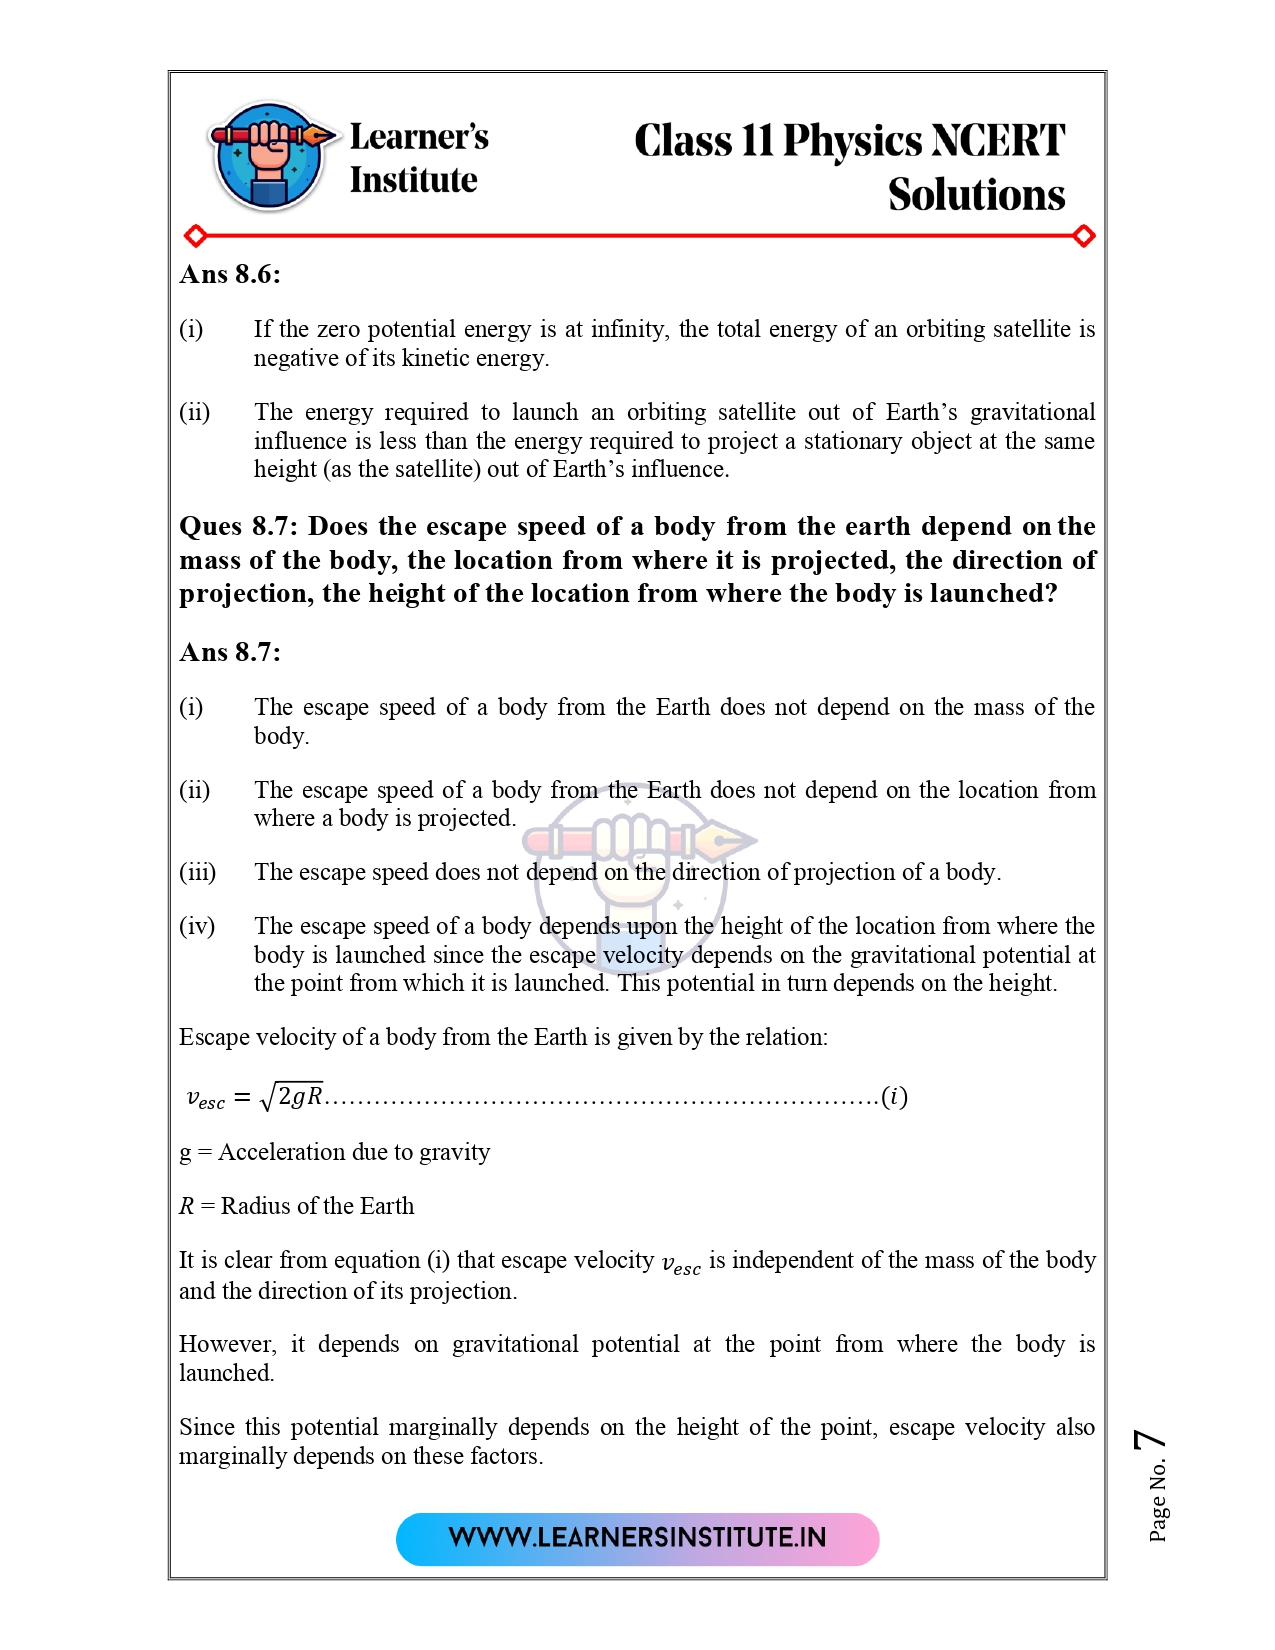 Learner's
Institute
Class 11 Physics NCERT
Solutions
Ans 8.6:
(i) If the zero potential energy is at infinity, the total energy of an orbiting satellite is
negative of its kinetic energy.
(ii) The energy required to launch an orbiting satellite out of Earth’s gravitational
influence is less than the energy required to project a stationary object at the same
height (as the satellite) out of Earth’s influence.
Ques 8.7: Does the escape speed of a body from the earth depend on the
mass of the body, the location from where it is projected, the direction of
projection, the height of the location from where the body is launched?
Ans 8.7:
(i) The escape speed of a body from the Earth does not depend on the mass of the
body.
(ii) The escape speed of a body from the Earth does not depend on the location from
where a body is projected.
(iii) The escape speed does not depend on the direction of projection of a body.
(iv) The escape speed of a body depends upon the height of the location from where the
body is launched since the escape velocity depends on the gravitational potential at
the point from which it is launched. This potential in turn depends on the height.
Escape velocity of a body from the Earth is given by the relation:
v_esc = √2gR……………………………………………………………(i)
g = Acceleration due to gravity
R = Radius of the Earth
It is clear from equation (i) that escape velocity v_esc is independent of the mass of the body
and the direction of its projection.
However, it depends on gravitational potential at the point from where the body is
launched.
Since this potential marginally depends on the height of the point, escape velocity also
marginally depends on these factors.
WWW.LEARNERSINSTITUTE.IN
Page No. 7